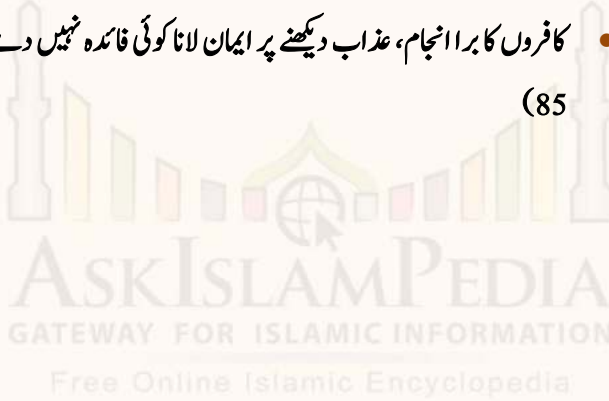 • کافروں کا برا انجام، عذاب دیکھنے پر ایمان لانا کوئی فائدہ نہیں دے
85)
ASKISLAMPEDIA
GATEWAY FOR ISLAMIC INFORMATION
Free Online Islamic Encyclopedia